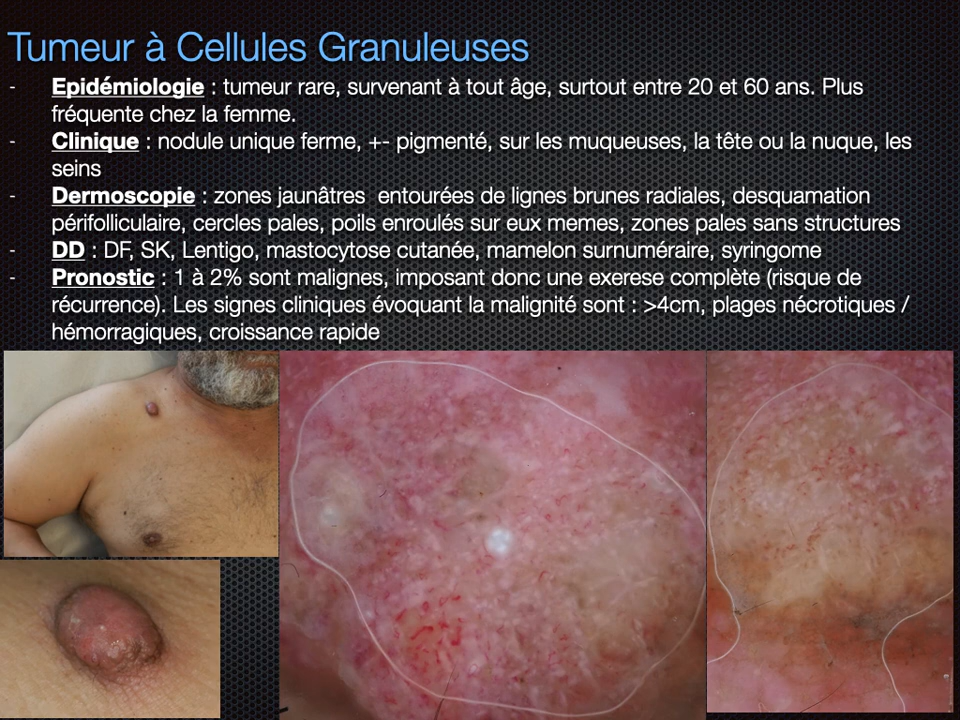 Tumeur à Cellules Granuleuses
- Epidémiologie : tumeur rare, survenant à tout âge, surtout entre 20 et 60 ans. Plus
fréquente chez la femme.
- Clinique : nodule unique ferme, +- pigmenté, sur les muqueuses, la tête ou la nuque, les
seins
- Dermoscopie : zones jaunâtres entourées de lignes brunes radiales, desquamation
périfolliculaire, cercles pales, poils enroulés sur eux memes, zones pales sans structures
- DD : DF, SK, Lentigo, mastocytose cutanée, mamelon surnuméraire, syringome
- Pronostic : 1 à 2% sont malignes, imposant donc une exerese complète (risque de
récurrence). Les signes cliniques évoquant la malignité sont : >4cm, plages nécrotiques /
hémorragiques, croissance rapide